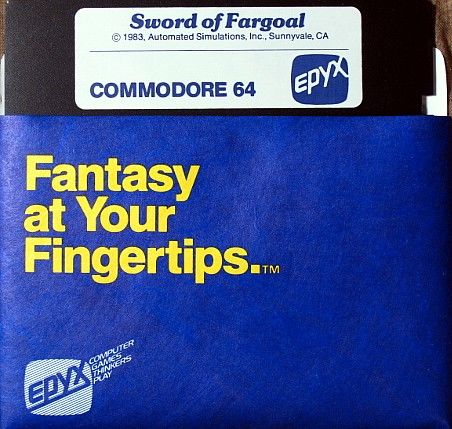 Sword of Fargoal
© 1983, Automated Simulations, Inc., Sunnyvale, CA
COMMODORE 64
EPYX
Fantasy
at Your
Fingertips.TM
EPYX
COMPUTER
GAMES
THINKERS
PLAY